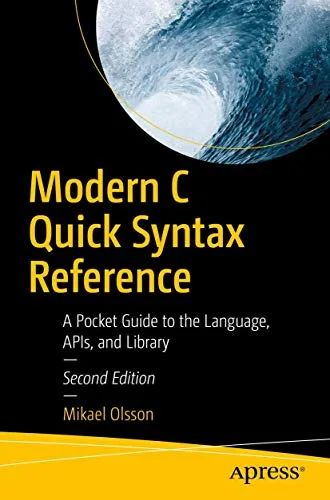 Modern C
Quick Syntax
Reference
A Pocket Guide to the Language,
APIs, and Library
—
Second Edition
—
Mikael Olsson
Apress®